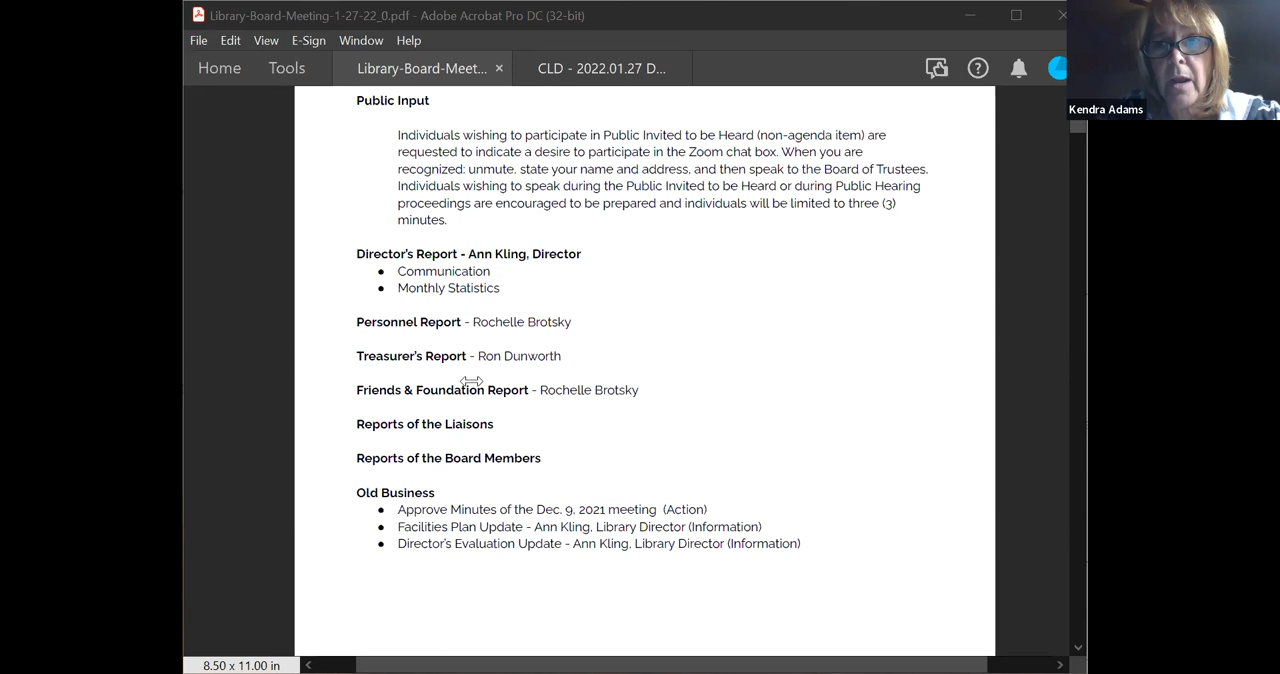 Library-Board-Meeting-1-27-22_0.pdf - Adobe Acrobat Pro DC (32-bit)
File Edit View E-Sign Window Help
Home Tools Library-Board-Meet... × CLD - 2022.01.27 D...
Kendra Adams
Public Input
Individuals wishing to participate in Public Invited to be Heard (non-agenda item) are
requested to indicate a desire to participate in the Zoom chat box. When you are
recognized: unmute, state your name and address, and then speak to the Board of Trustees.
Individuals wishing to speak during the Public Invited to be Heard or during Public Hearing
proceedings are encouraged to be prepared and individuals will be limited to three (3)
minutes.
Director's Report - Ann Kling, Director
● Communication
● Monthly Statistics
Personnel Report - Rochelle Brotsky
Treasurer's Report - Ron Dunworth
Friends & Foundation Report - Rochelle Brotsky
Reports of the Liaisons
Reports of the Board Members
Old Business
● Approve Minutes of the Dec. 9, 2021 meeting (Action)
● Facilities Plan Update - Ann Kling, Library Director (Information)
● Director's Evaluation Update - Ann Kling, Library Director (Information)
8.50 x 11.00 in